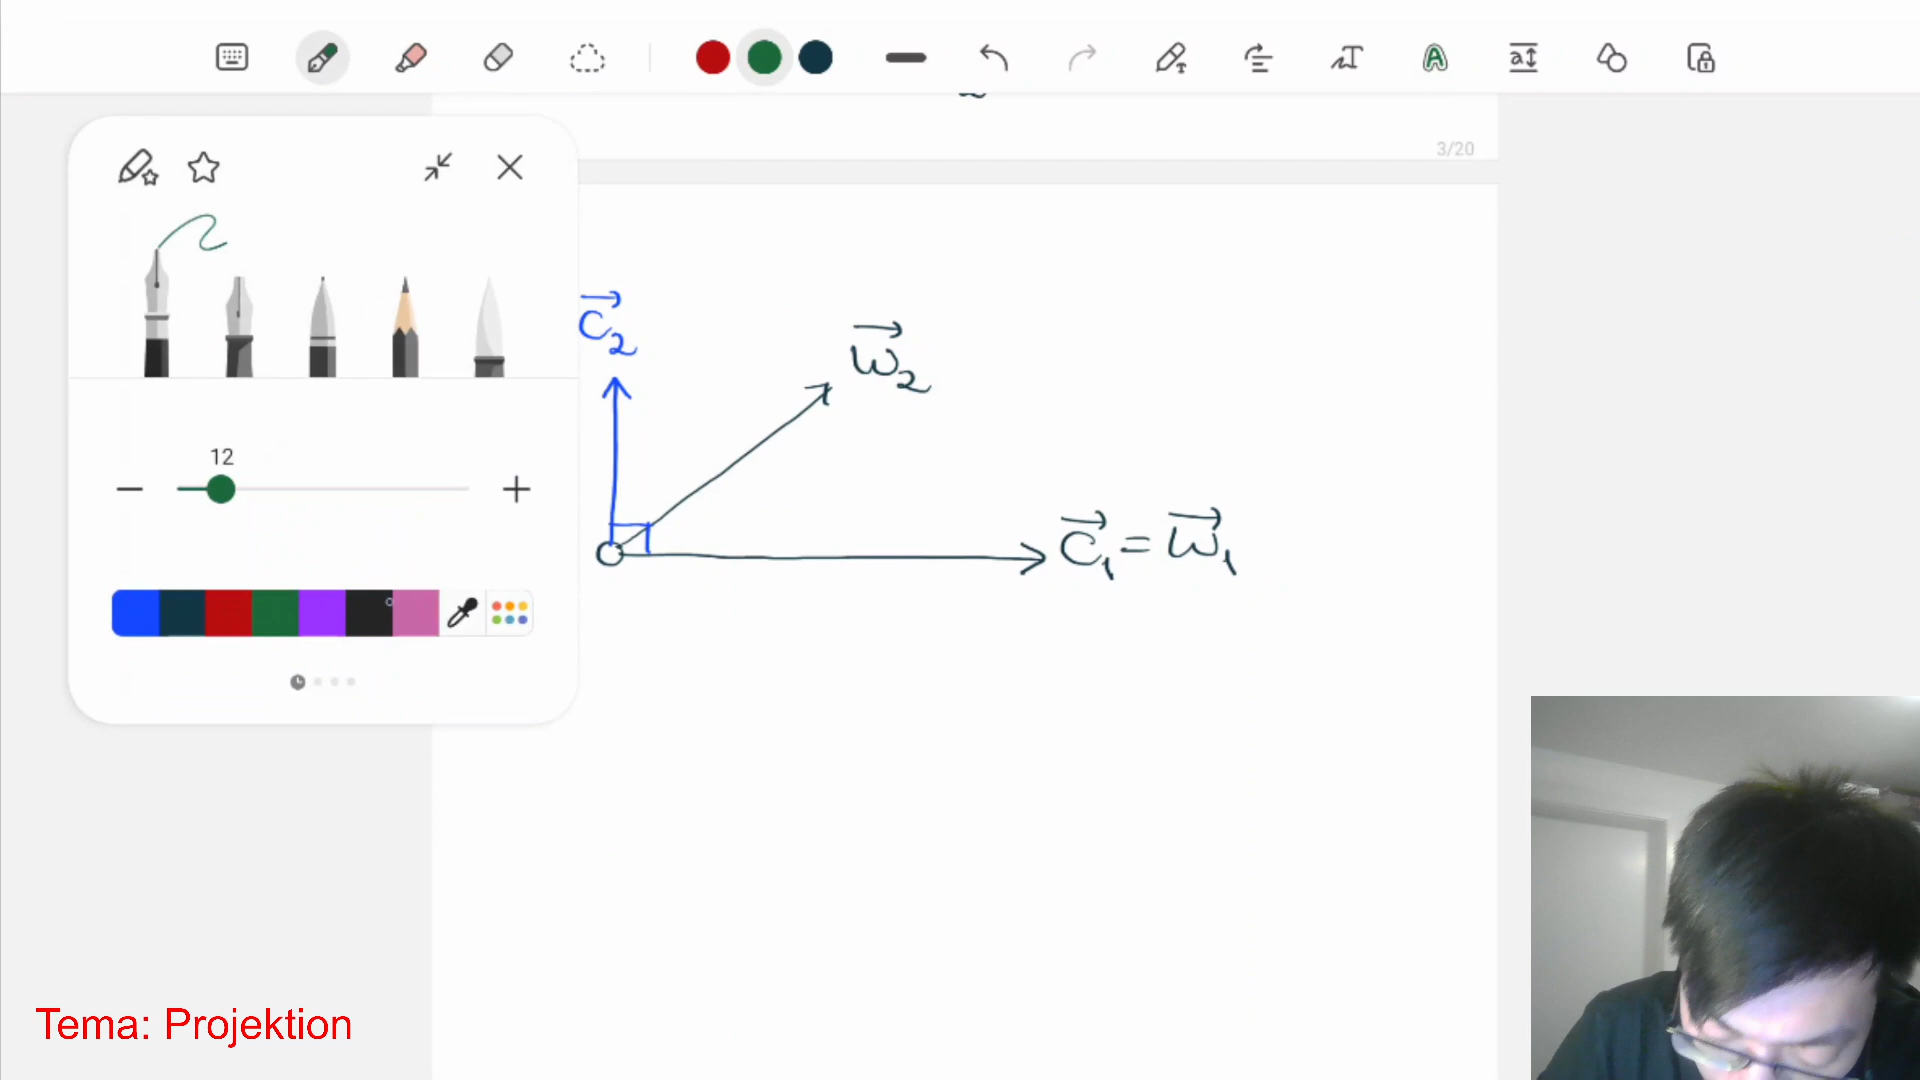 3/20
12
c⃗₂
w⃗₂
c⃗₁ = w⃗₁
Tema: Projektion